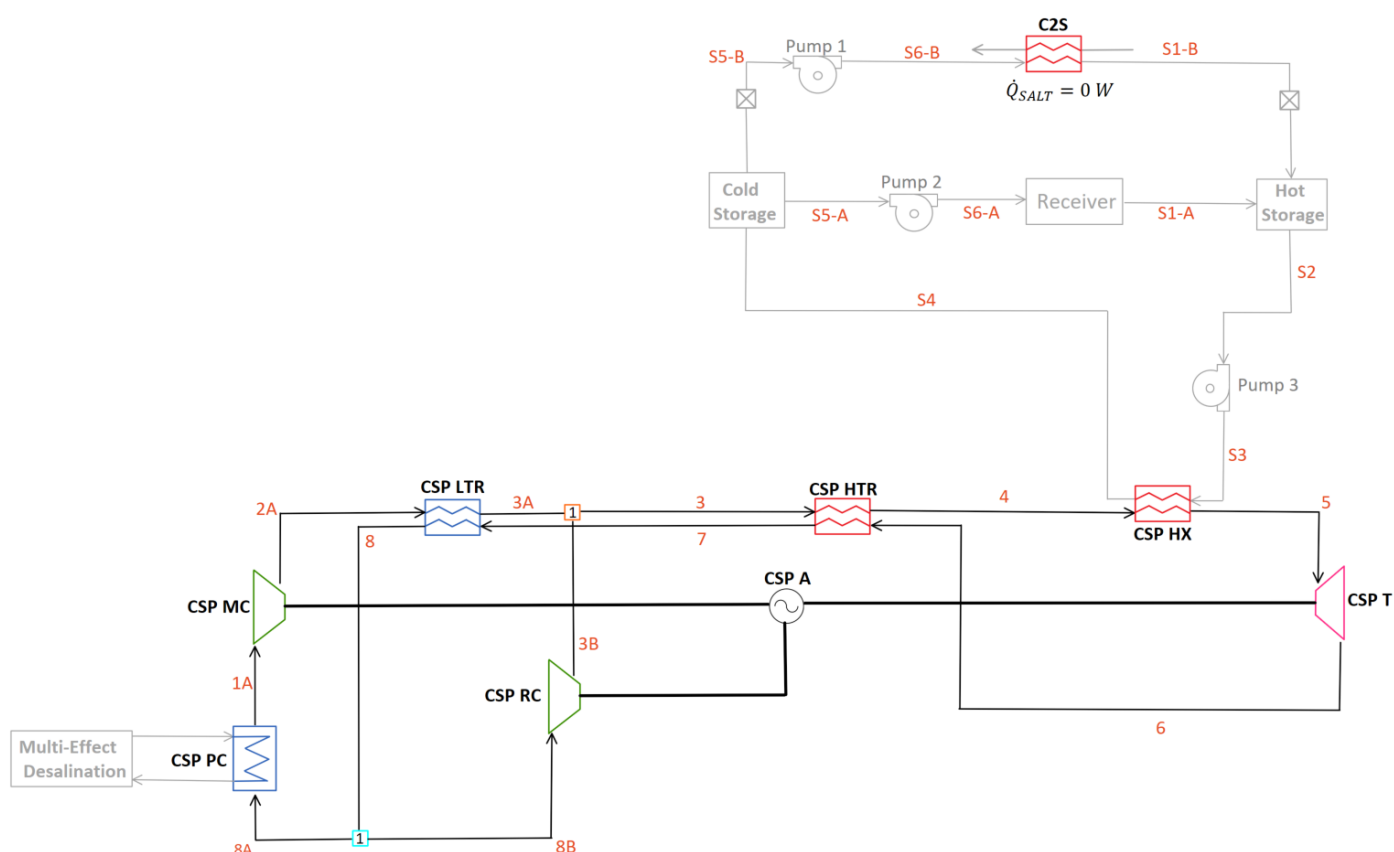 C2S
Pump 1
S5-B
S6-B
S1-B
Q̇SALT = 0 W
Cold
Storage
Pump 2
S5-A
S6-A
Receiver
S1-A
Hot
Storage
S2
S4
Pump 3
S3
CSP LTR
CSP HTR
2A
3A
1
3
4
5
8
7
CSP HX
CSP MC
CSP A
CSP T
3B
1A
CSP RC
6
Multi-Effect
Desalination
CSP PC
1
8A
8B